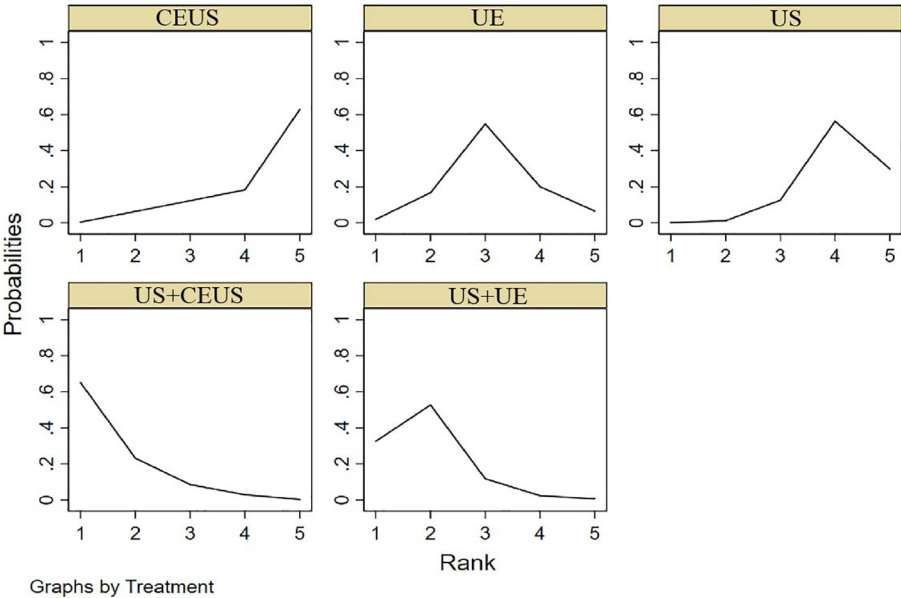 CEUS
UE
US
0 .2 .4 .6 .8 1
1 2 3 4 5
0 .2 .4 .6 .8 1
1 2 3 4 5
0 .2 .4 .6 .8 1
1 2 3 4 5
US+CEUS
US+UE
0 .2 .4 .6 .8 1
1 2 3 4 5
0 .2 .4 .6 .8 1
1 2 3 4 5
Probabilities
Rank
Graphs by Treatment